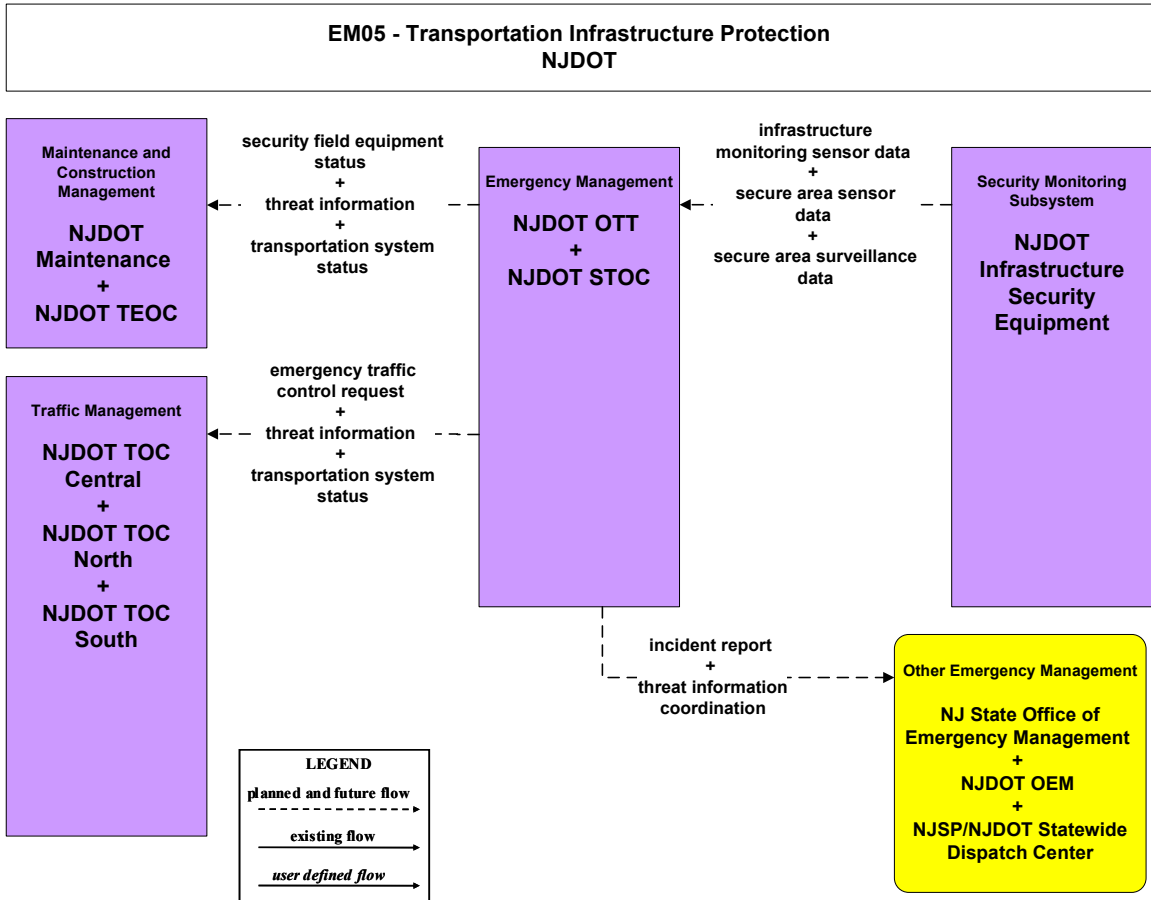 EM05 - Transportation Infrastructure Protection
NJDOT
Maintenance and
Construction
Management
NJDOT
Maintenance
+
NJDOT TEOC
security field equipment
status
+
threat information
+
transportation system
status
Emergency Management
NJDOT OTT
+
NJDOT STOC
infrastructure
monitoring sensor data
+
secure area sensor
data
+
secure area surveillance
data
Security Monitoring
Subsystem
NJDOT
Infrastructure
Security
Equipment
Traffic Management
NJDOT TOC
Central
+
NJDOT TOC
North
+
NJDOT TOC
South
emergency traffic
control request
+
threat information
+
transportation system
status
incident report
+
threat information
coordination
Other Emergency Management
NJ State Office of
Emergency Management
+
NJDOT OEM
+
NJSP/NJDOT Statewide
Dispatch Center
LEGEND
planned and future flow
existing flow
user defined flow